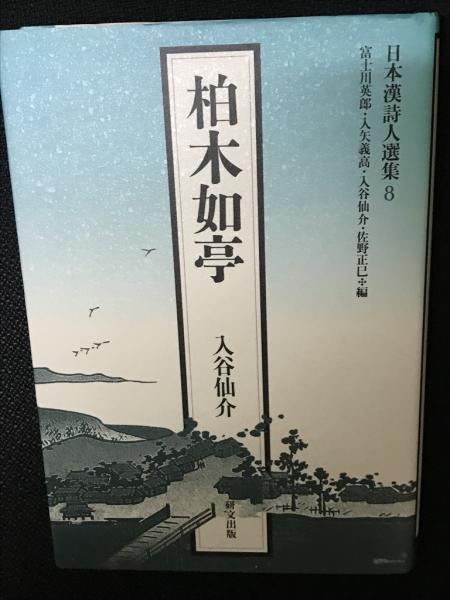 日本漢詩人選集 8
富士川英郎・入矢義高・入谷仙介・佐野正巳✣編
柏木如亭
入谷仙介
研文出版